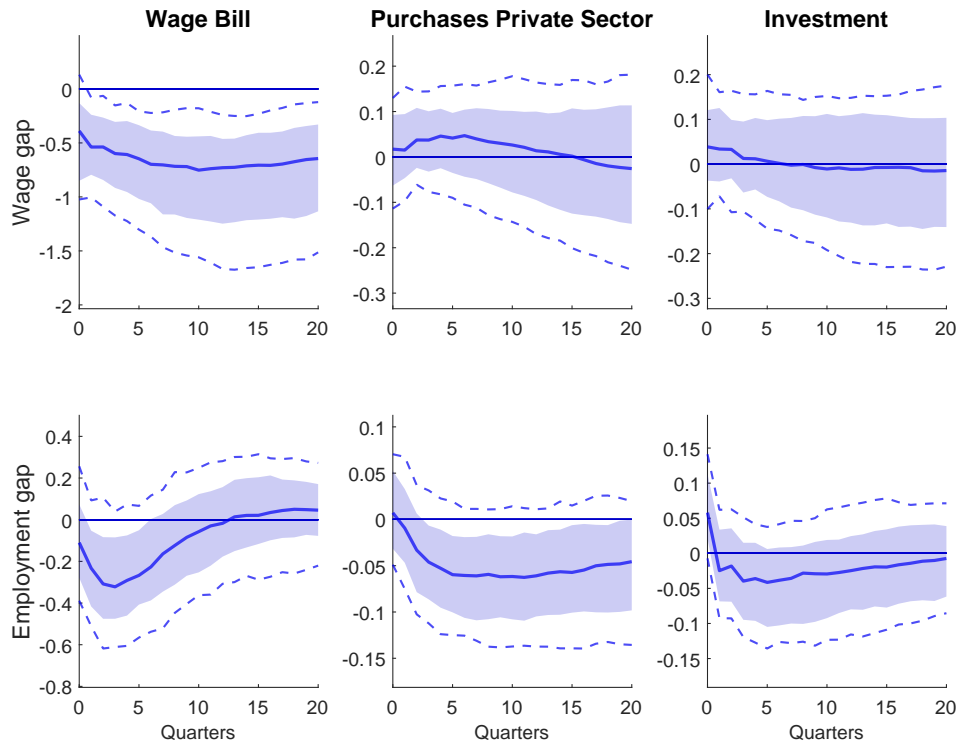 Wage Bill
Purchases Private Sector
Investment
Wage gap
0
-0.5
-1
-1.5
-2
0 5 10 15 20
0.2
0.1
0
-0.1
-0.2
-0.3
0 5 10 15 20
0.2
0.1
0
-0.1
-0.2
-0.3
0 5 10 15 20
Employment gap
0.4
0.2
0
-0.2
-0.4
-0.6
-0.8
0 5 10 15 20
Quarters
0.1
0.05
0
-0.05
-0.1
-0.15
0 5 10 15 20
Quarters
0.15
0.1
0.05
0
-0.05
-0.1
-0.15
0 5 10 15 20
Quarters